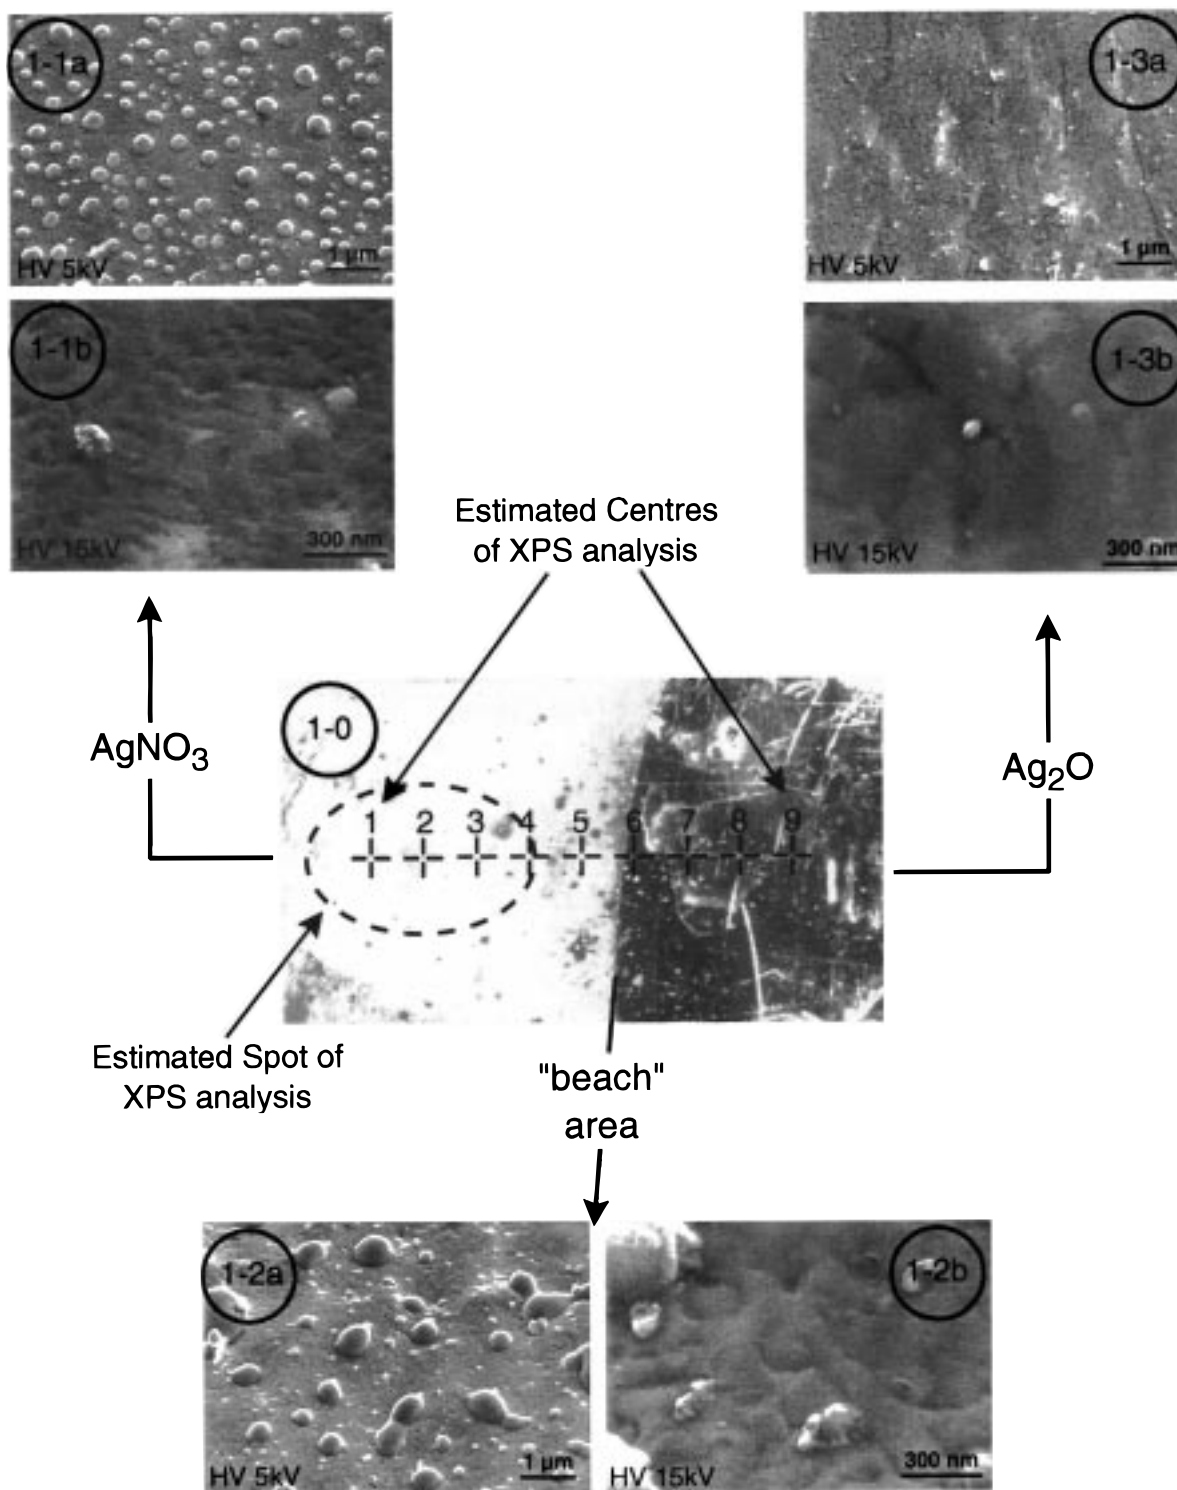 1-1a
HV 5kV
1 µm
1-3a
HV 5kV
1 µm
1-1b
HV 15kV
300 nm
1-3b
HV 15kV
300 nm
Estimated Centres
of XPS analysis
AgNO₃
Ag₂O
1-0
1 2 3 4 5 6 7 8 9
Estimated Spot of
XPS analysis
"beach"
area
1-2a
HV 5kV
1 µm
1-2b
HV 15kV
300 nm